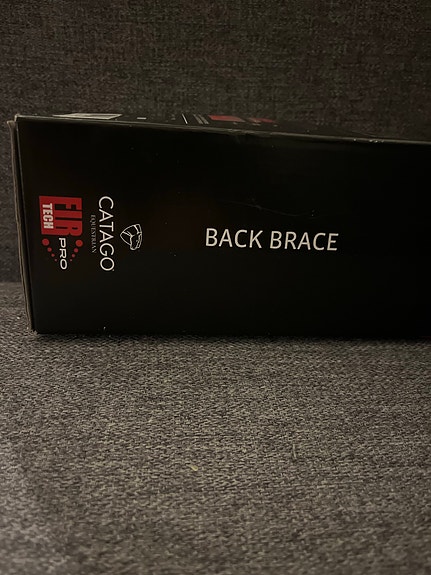 FIR
TECH
PRO
CATAGO
EQUESTRIAN
BACK BRACE